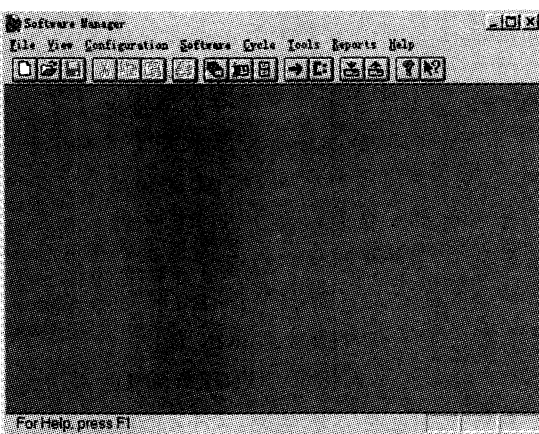 Software Manager
File View Configuration Software Cycle Tools Reports Help
For Help, press F1